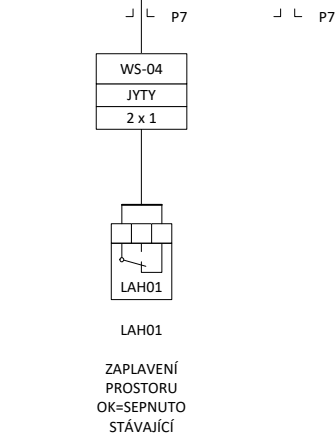 P7 P7
WS-04
JYTY
2 x 1
LAH01
LAH01
ZAPLAVENÍ
PROSTORU
OK=SEPNUTO
STÁVAJÍCÍ